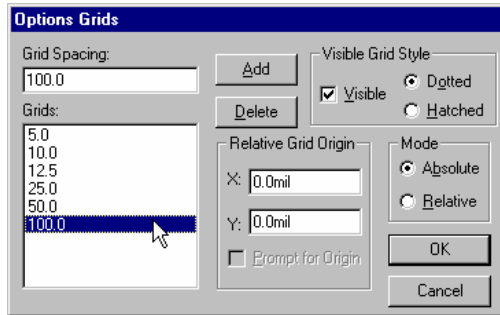 Options Grids
Grid Spacing:
100.0
Grids:
5.0
10.0
12.5
25.0
50.0
100.0
Add
Delete
Visible Grid Style
Visible
Dotted
Hatched
Relative Grid Origin
X: 0.0mil
Y: 0.0mil
Prompt for Origin
Mode
Absolute
Relative
OK
Cancel